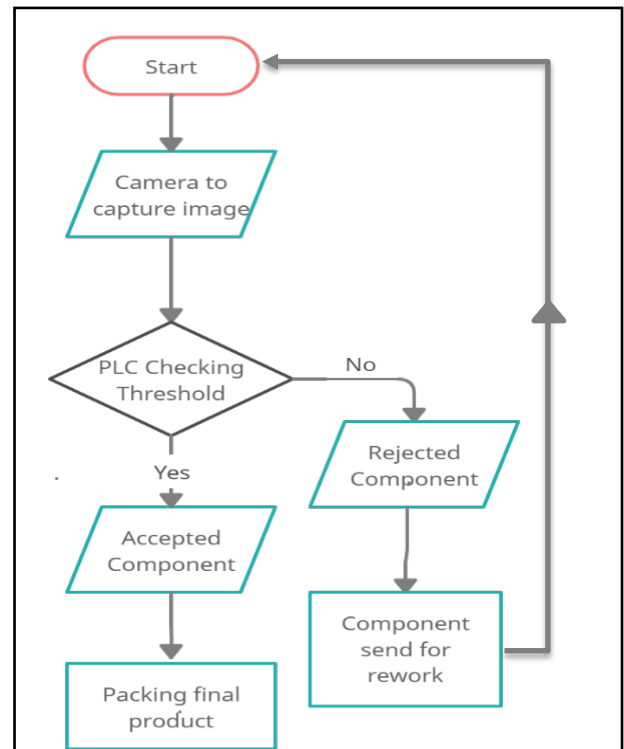 Start
Camera to
capture image
PLC Checking
Threshold
No
Yes
Rejected
Component
Accepted
Component
Component
send for
rework
Packing final
product